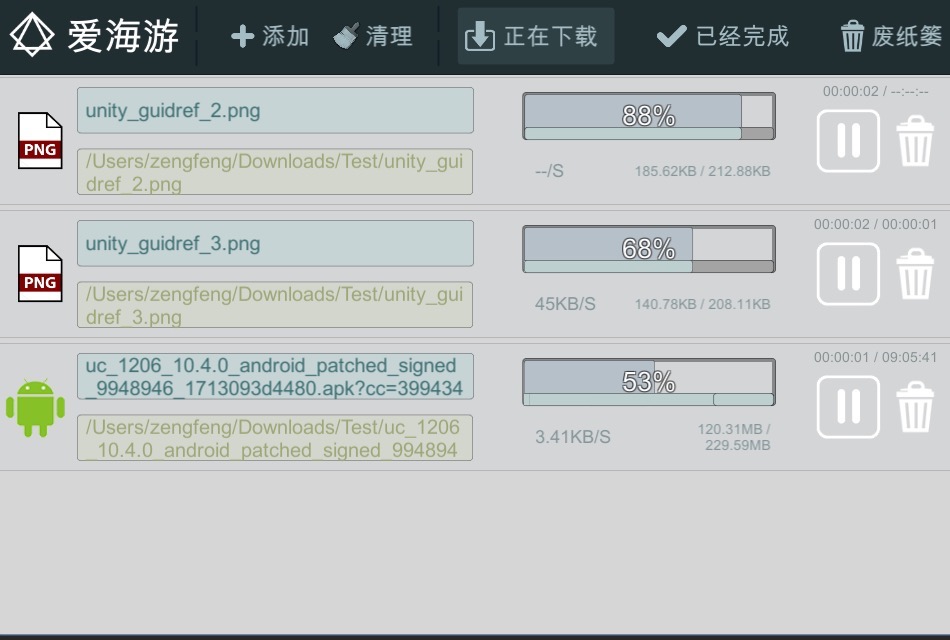 爱海游
添加
清理
正在下载
已经完成
废纸篓
PNG
unity_guidref_2.png
/Users/zengfeng/Downloads/Test/unity_gui
dref_2.png
88%
--/S
185.62KB / 212.88KB
00:00:02 / --:--:--
PNG
unity_guidref_3.png
/Users/zengfeng/Downloads/Test/unity_gui
dref_3.png
68%
45KB/S
140.78KB / 208.11KB
00:00:02 / 00:00:01
uc_1206_10.4.0_android_patched_signed
_9948946_1713093d4480.apk?cc=399434
/Users/zengfeng/Downloads/Test/uc_1206
_10.4.0_android_patched_signed_994894
53%
3.41KB/S
120.31MB /
229.59MB
00:00:01 / 09:05:41